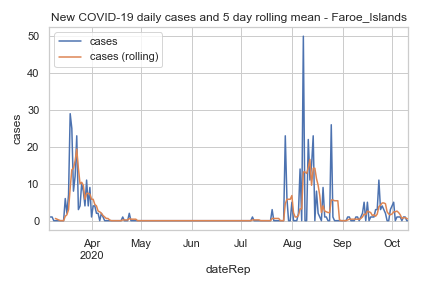 New COVID-19 daily cases and 5 day rolling mean - Faroe_Islands
cases
cases (rolling)
50
40
30
20
10
0
cases
Apr May Jun Jul Aug Sep Oct
2020
dateRep